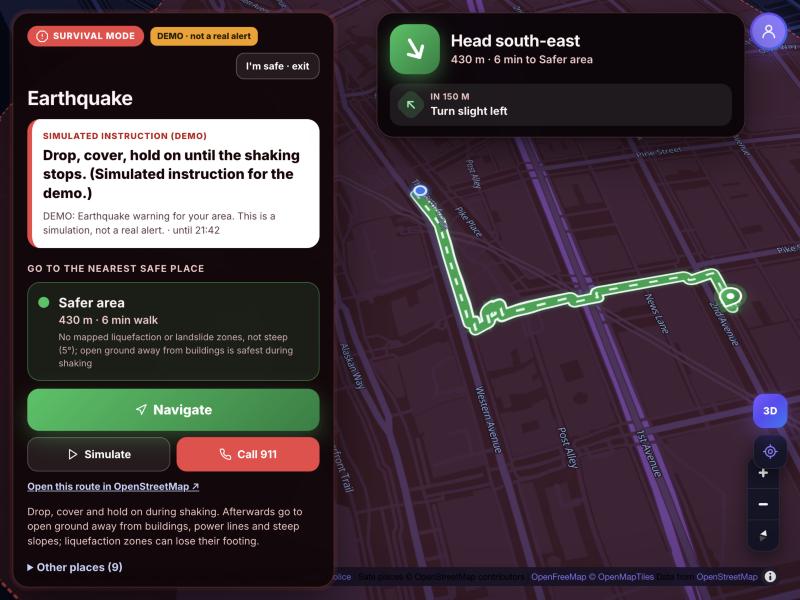 SURVIVAL MODE
DEMO · not a real alert
I'm safe · exit
Earthquake
SIMULATED INSTRUCTION (DEMO)
Drop, cover, hold on until the shaking
stops. (Simulated instruction for the
demo.)
DEMO: Earthquake warning for your area. This is a
simulation, not a real alert. · until 21:42
GO TO THE NEAREST SAFE PLACE
Safer area
430 m · 6 min walk
No mapped liquefaction or landslide zones, not steep
(5°); open ground away from buildings is safest during
shaking
Navigate
Simulate
Call 911
Open this route in OpenStreetMap ↗
Drop, cover and hold on during shaking. Afterwards go to
open ground away from buildings, power lines and steep
slopes; liquefaction zones can lose their footing.
Other places (9)
Head south-east
430 m · 6 min to Safer area
IN 150 M
Turn slight left
Post Alley
Pike Place
Pine Street
Avenue
Pike
News Lane
2nd Avenue
Alaskan Way
Western Avenue
Post Alley
1st Avenue
Trail
3D
+
−
Safe places © OpenStreetMap contributors OpenFreeMap © OpenMapTiles Data from OpenStreetMap